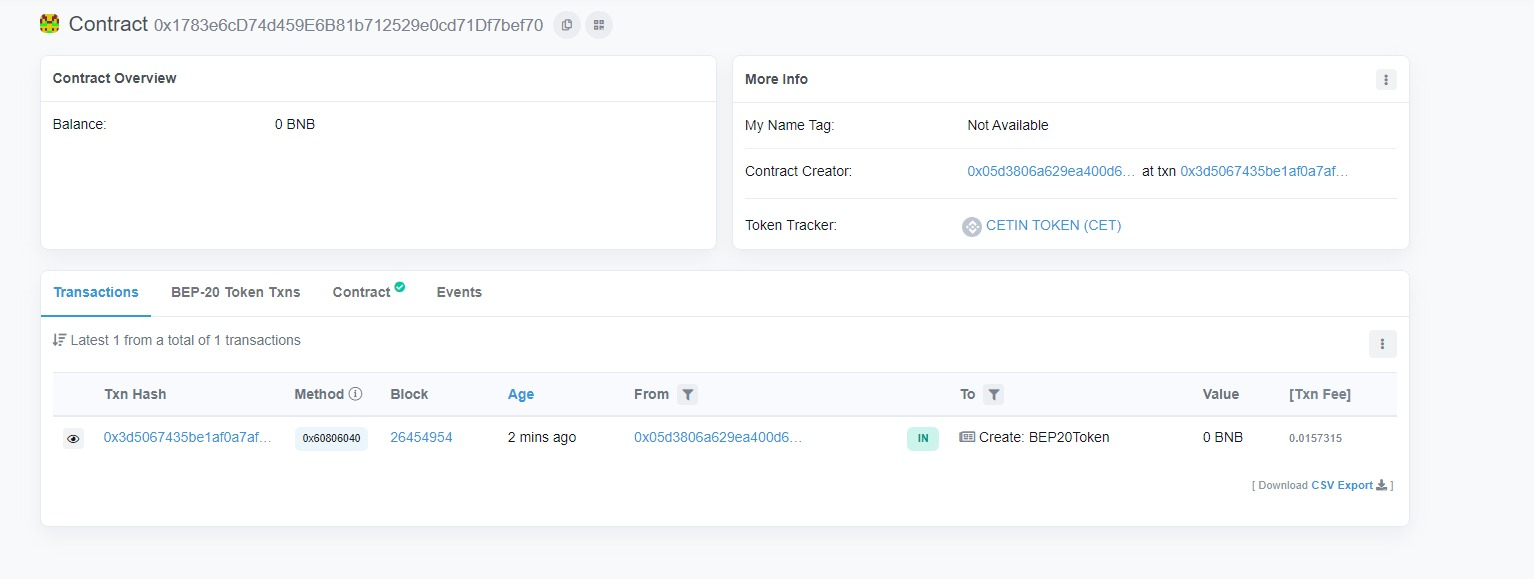 Contract 0x1783e6cD74d459E6B81b712529e0cd71Df7bef70
Contract Overview
Balance: 0 BNB
More Info
My Name Tag: Not Available
Contract Creator: 0x05d3806a629ea400d6... at txn 0x3d5067435be1af0a7af...
Token Tracker: CETIN TOKEN (CET)
Transactions BEP-20 Token Txns Contract Events
Latest 1 from a total of 1 transactions
Txn Hash Method Block Age From To Value [Txn Fee]
0x3d5067435be1af0a7af... 0x60806040 26454954 2 mins ago 0x05d3806a629ea400d6... IN Create: BEP20Token 0 BNB 0.0157315
[ Download CSV Export ]